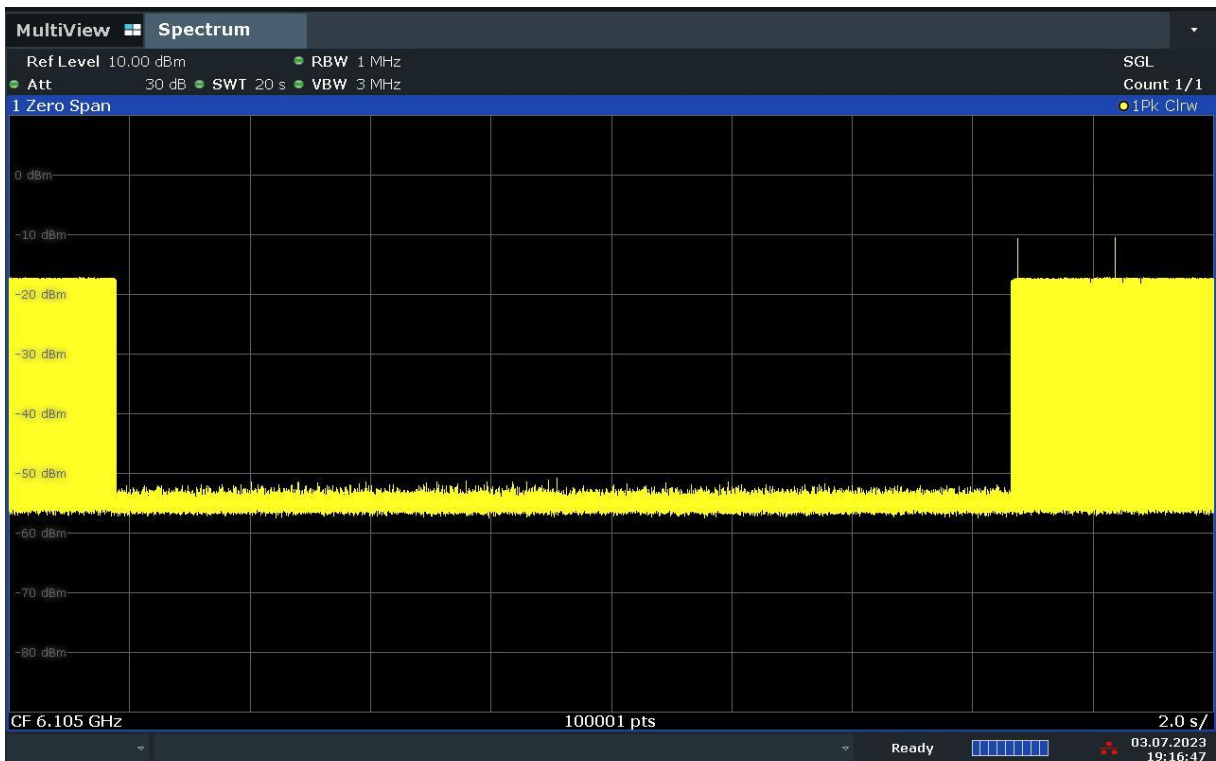 MultiView Spectrum
Ref Level 10.00 dBm RBW 1 MHz SGL
Att 30 dB SWT 20 s VBW 3 MHz Count 1/1
1 Zero Span 1Pk Clrw
0 dBm
-10 dBm
-20 dBm
-30 dBm
-40 dBm
-50 dBm
-60 dBm
-70 dBm
-80 dBm
CF 6.105 GHz 100001 pts 2.0 s/
Ready 03.07.2023
19:16:47